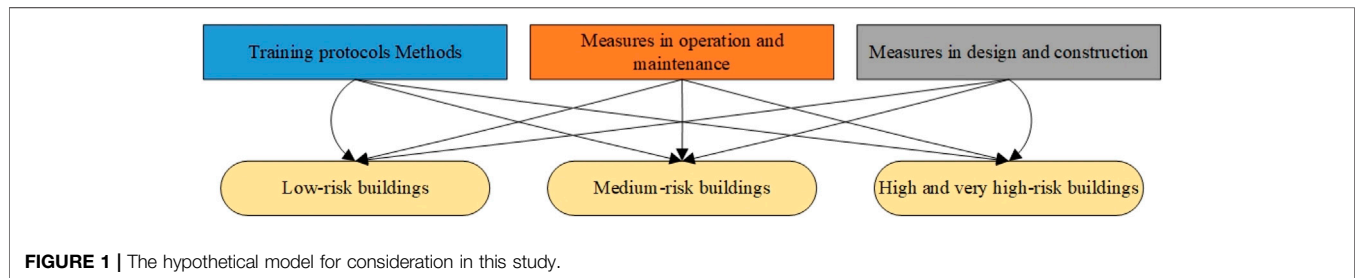 Training protocols Methods
Measures in operation and
maintenance
Measures in design and construction
Low-risk buildings
Medium-risk buildings
High and very high-risk buildings
FIGURE 1 | The hypothetical model for consideration in this study.